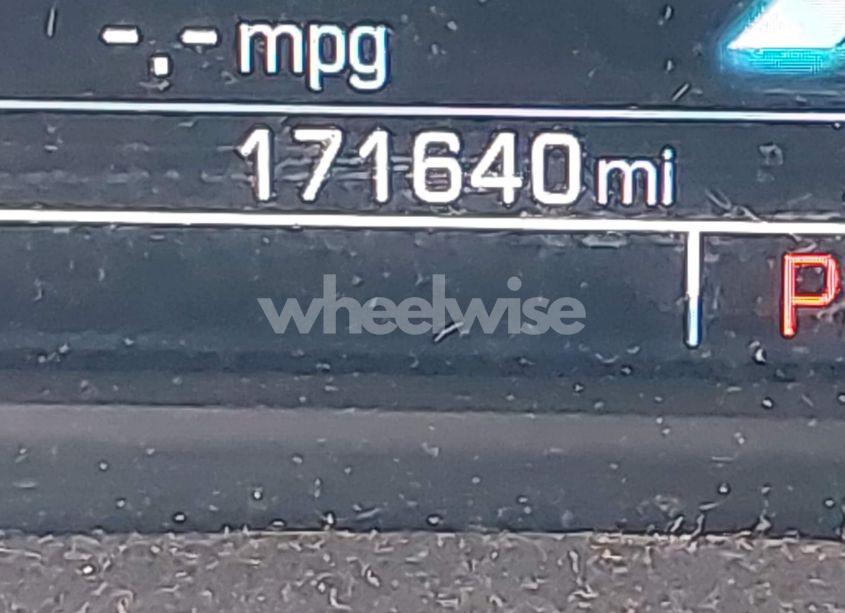 -.- mpg
171640 mi
P
wheelwise